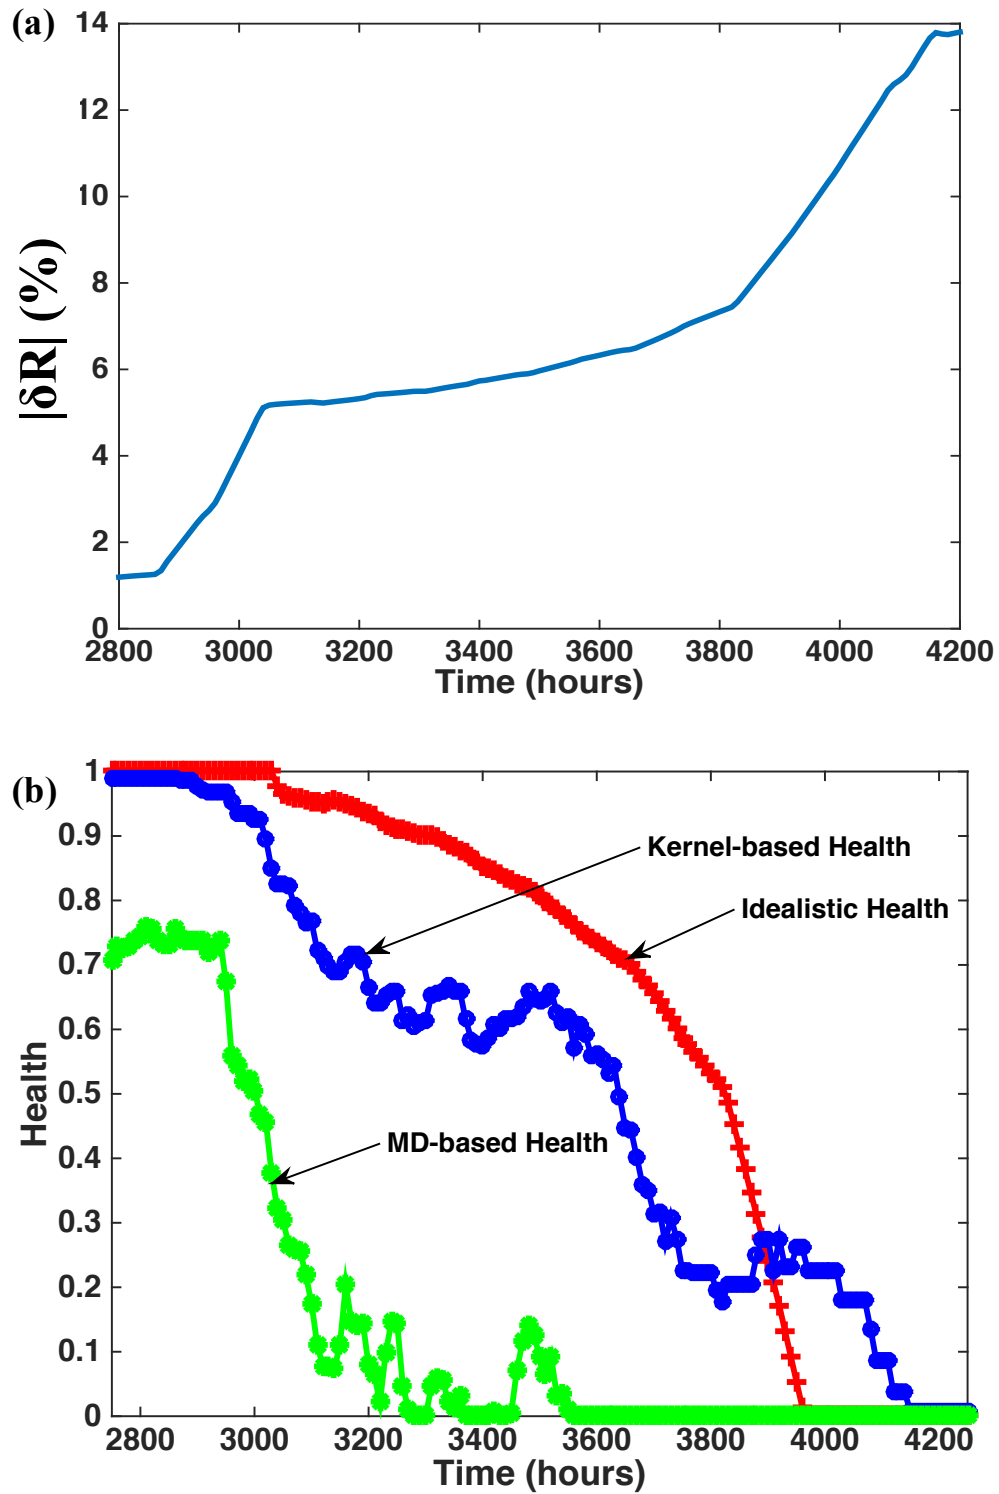 (a)
14
12
10
8
6
4
2
0
|δR| (%)
2800 3000 3200 3400 3600 3800 4000 4200
Time (hours)
(b)
1
0.9
0.8
0.7
0.6
0.5
0.4
0.3
0.2
0.1
0
Health
Kernel-based Health
Idealistic Health
MD-based Health
2800 3000 3200 3400 3600 3800 4000 4200
Time (hours)